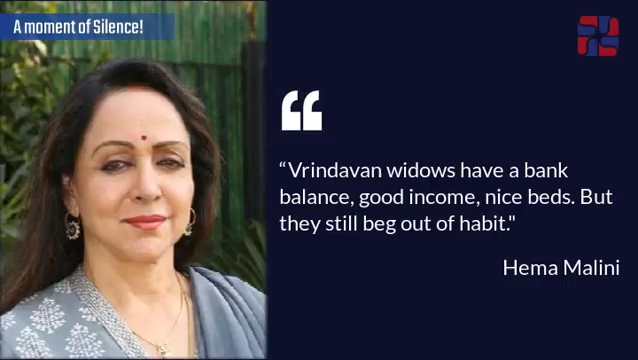 A moment of Silence!
“Vrindavan widows have a bank
balance, good income, nice beds. But
they still beg out of habit."
Hema Malini